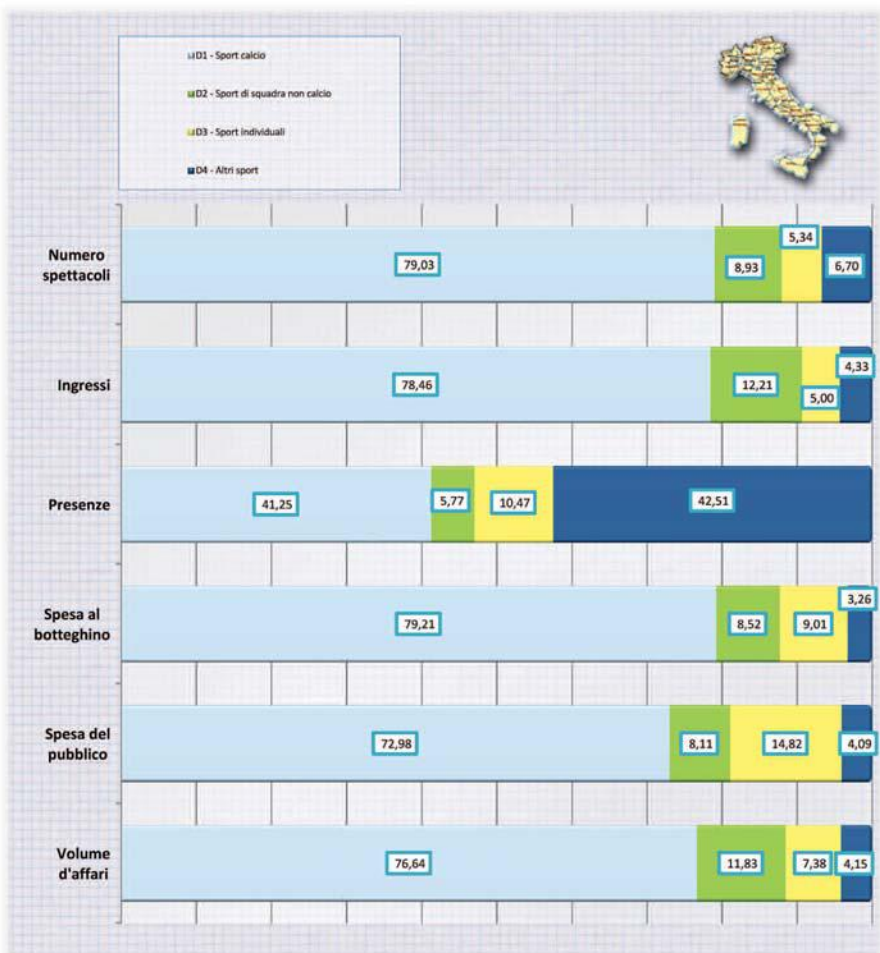 D1 - Sport calcio
D2 - Sport di squadra non calcio
D3 - Sport individuali
D4 - Altri sport
Numero
spettacoli
79,03
8,93
5,34
6,70
Ingressi
78,46
12,21
5,00
4,33
Presenze
41,25
5,77
10,47
42,51
Spesa al
botteghino
79,21
8,52
9,01
3,26
Spesa del
pubblico
72,98
8,11
14,82
4,09
Volume
d'affari
76,64
11,83
7,38
4,15